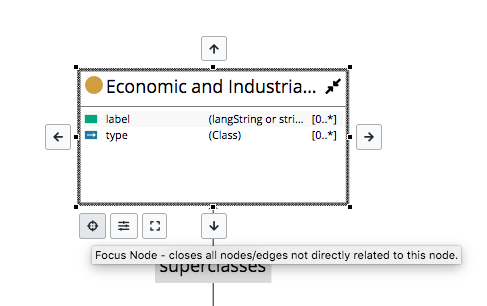 Economic and Industria...
label (langString or stri... [0..*]
type (Class) [0..*]
Focus Node - closes all nodes/edges not directly related to this node.
superclasses